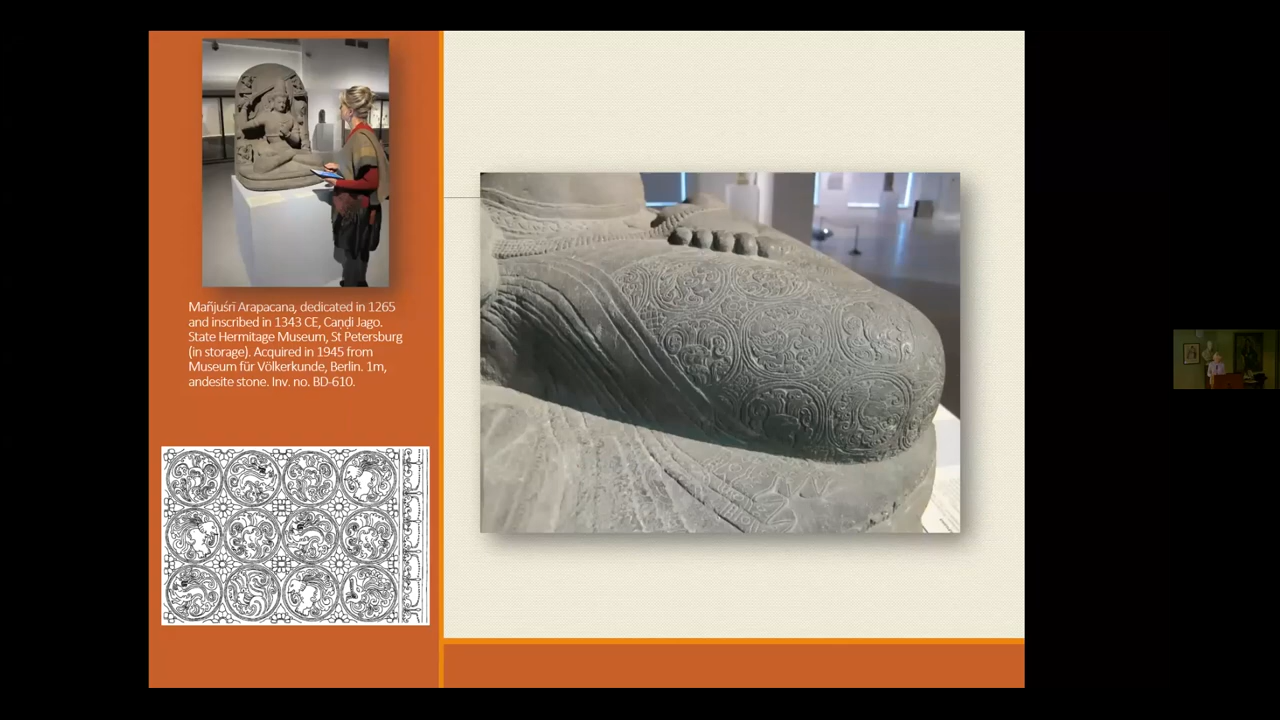 Mañjuśrī Arapacana, dedicated in 1265
and inscribed in 1343 CE, Caṇḍi Jago.
State Hermitage Museum, St Petersburg
(in storage). Acquired in 1945 from
Museum für Völkerkunde, Berlin. 1m,
andesite stone. Inv. no. BD-610.